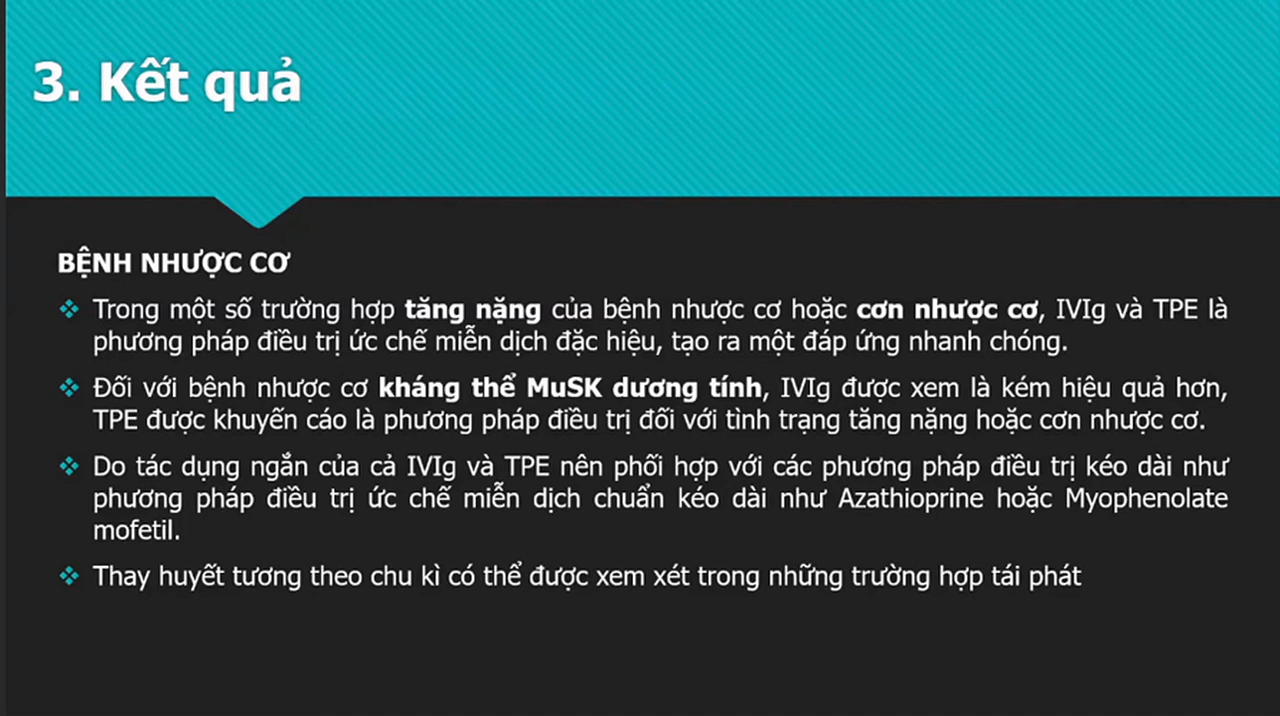 3. Kết quả
BỆNH NHƯỢC CƠ
❖ Trong một số trường hợp tăng nặng của bệnh nhược cơ hoặc cơn nhược cơ, IVIg và TPE là
phương pháp điều trị ức chế miễn dịch đặc hiệu, tạo ra một đáp ứng nhanh chóng.
❖ Đối với bệnh nhược cơ kháng thể MuSK dương tính, IVIg được xem là kém hiệu quả hơn,
TPE được khuyến cáo là phương pháp điều trị đối với tình trạng tăng nặng hoặc cơn nhược cơ.
❖ Do tác dụng ngắn của cả IVIg và TPE nên phối hợp với các phương pháp điều trị kéo dài như
phương pháp điều trị ức chế miễn dịch chuẩn kéo dài như Azathioprine hoặc Myophenolate
mofetil.
❖ Thay huyết tương theo chu kì có thể được xem xét trong những trường hợp tái phát